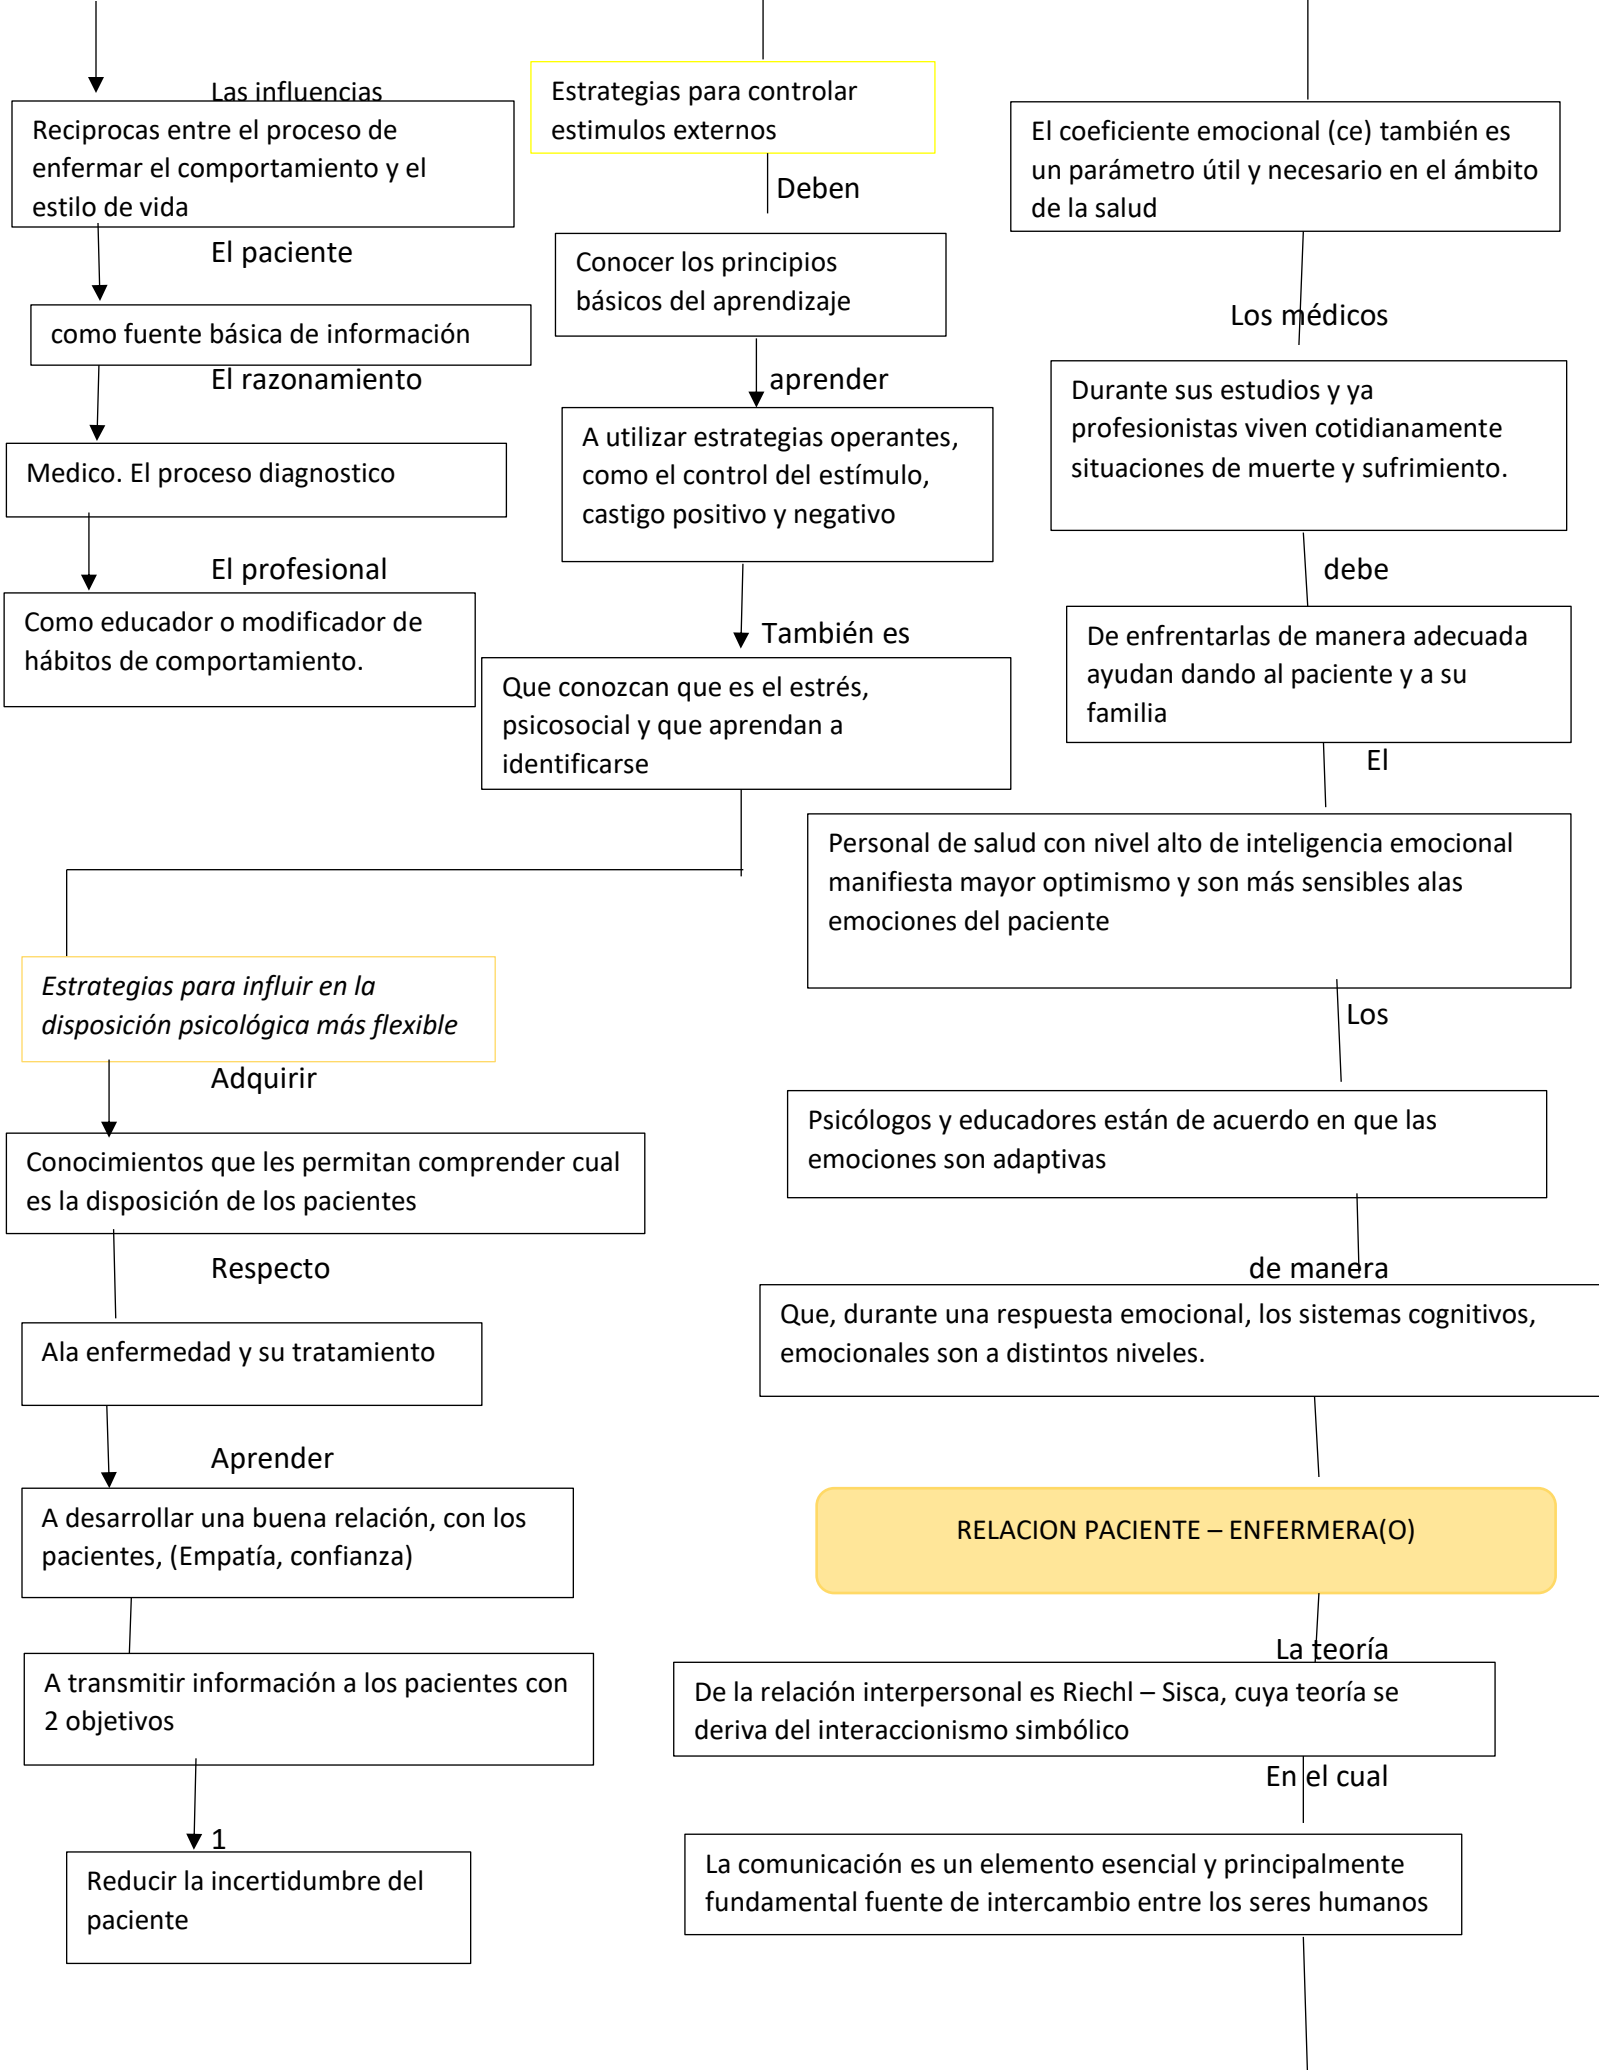 Las influencias
Reciprocas entre el proceso de
enfermar el comportamiento y el
estilo de vida
El paciente
como fuente básica de información
El razonamiento
Medico. El proceso diagnostico
El profesional
Como educador o modificador de
hábitos de comportamiento.
Estrategias para controlar
estimulos externos
Deben
Conocer los principios
básicos del aprendizaje
aprender
A utilizar estrategias operantes,
como el control del estímulo,
castigo positivo y negativo
También es
Que conozcan que es el estrés,
psicosocial y que aprendan a
identificarse
Estrategias para influir en la
disposición psicológica más flexible
Adquirir
Conocimientos que les permitan comprender cual
es la disposición de los pacientes
Respecto
Ala enfermedad y su tratamiento
Aprender
A desarrollar una buena relación, con los
pacientes, (Empatía, confianza)
A transmitir información a los pacientes con
2 objetivos
1
Reducir la incertidumbre del
paciente
El coeficiente emocional (ce) también es
un parámetro útil y necesario en el ámbito
de la salud
Los médicos
Durante sus estudios y ya
profesionistas viven cotidianamente
situaciones de muerte y sufrimiento.
debe
De enfrentarlas de manera adecuada
ayudan dando al paciente y a su
familia
El
Personal de salud con nivel alto de inteligencia emocional
manifiesta mayor optimismo y son más sensibles alas
emociones del paciente
Los
Psicólogos y educadores están de acuerdo en que las
emociones son adaptivas
de manera
Que, durante una respuesta emocional, los sistemas cognitivos,
emocionales son a distintos niveles.
RELACION PACIENTE – ENFERMERA(O)
La teoría
De la relación interpersonal es Riechl – Sisca, cuya teoría se
deriva del interaccionismo simbólico
En el cual
La comunicación es un elemento esencial y principalmente
fundamental fuente de intercambio entre los seres humanos